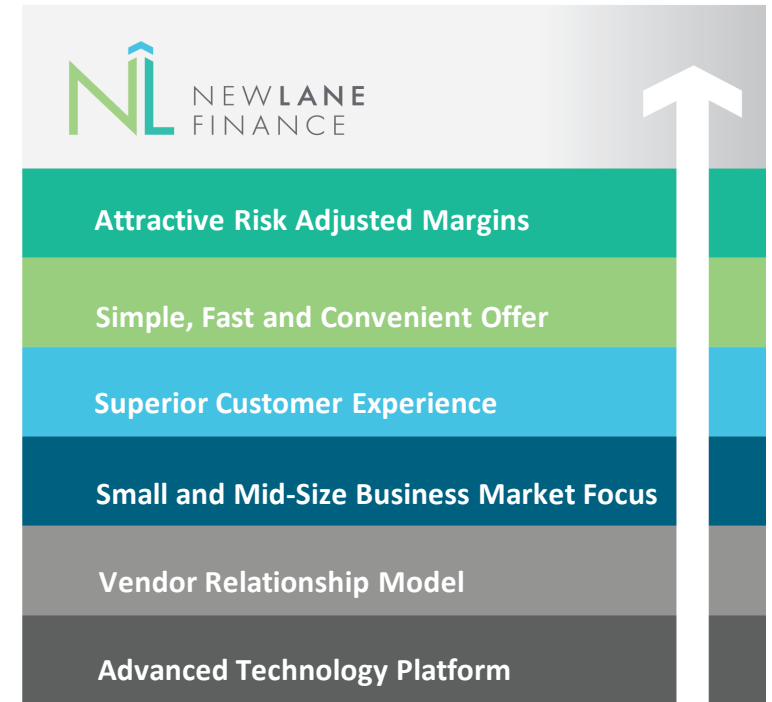 NL NEWLANE
FINANCE
Attractive Risk Adjusted Margins
Simple, Fast and Convenient Offer
Superior Customer Experience
Small and Mid-Size Business Market Focus
Vendor Relationship Model
Advanced Technology Platform